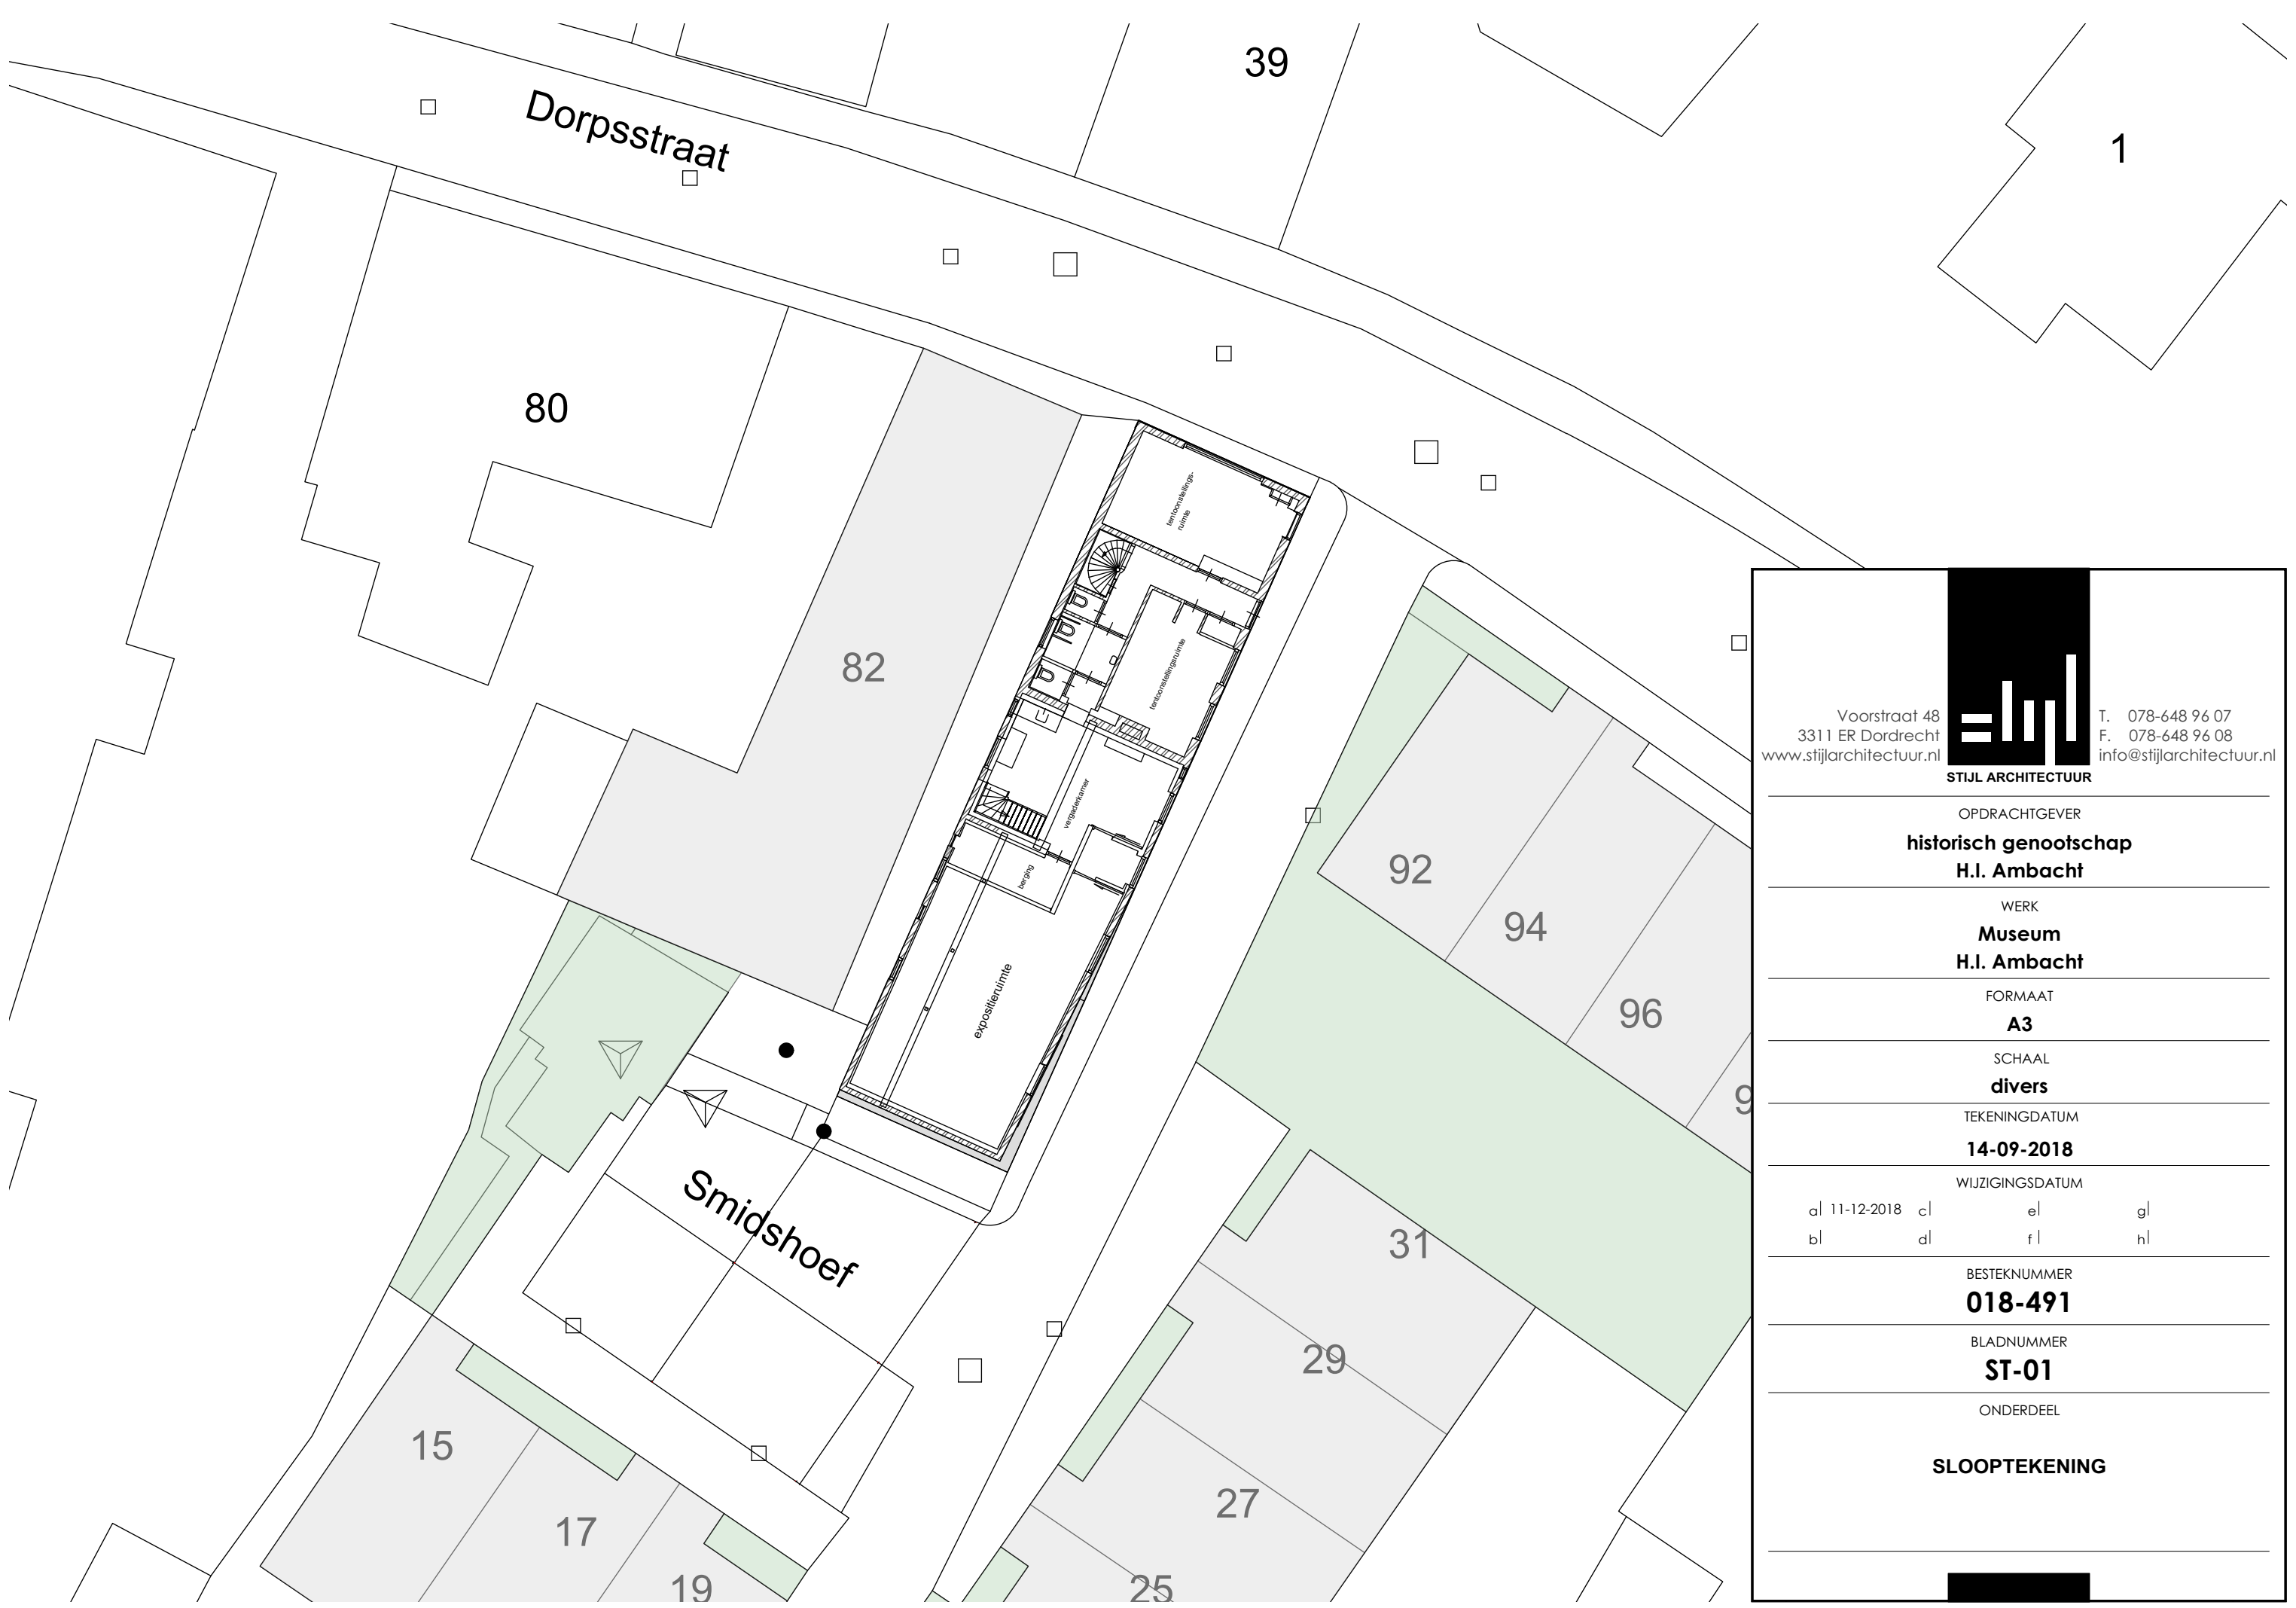 39
1
Dorpsstraat
80
82
tentoonstellings-
ruimte
tentoonstellingsruimte
vergaderkamer
berging
expositieruimte
92
94
96
9
Smidshoef
31
29
27
25
15
17
19
Voorstraat 48
3311 ER Dordrecht
www.stijlarchitectuur.nl
T. 078-648 96 07
F. 078-648 96 08
info@stijlarchitectuur.nl
STIJL ARCHITECTUUR
OPDRACHTGEVER
historisch genootschap
H.I. Ambacht
WERK
Museum
H.I. Ambacht
FORMAAT
A3
SCHAAL
divers
TEKENINGDATUM
14-09-2018
WIJZIGINGSDATUM
a| 11-12-2018 c| e| g|
b| d| f| h|
BESTEKNUMMER
018-491
BLADNUMMER
ST-01
ONDERDEEL
SLOOPTEKENING